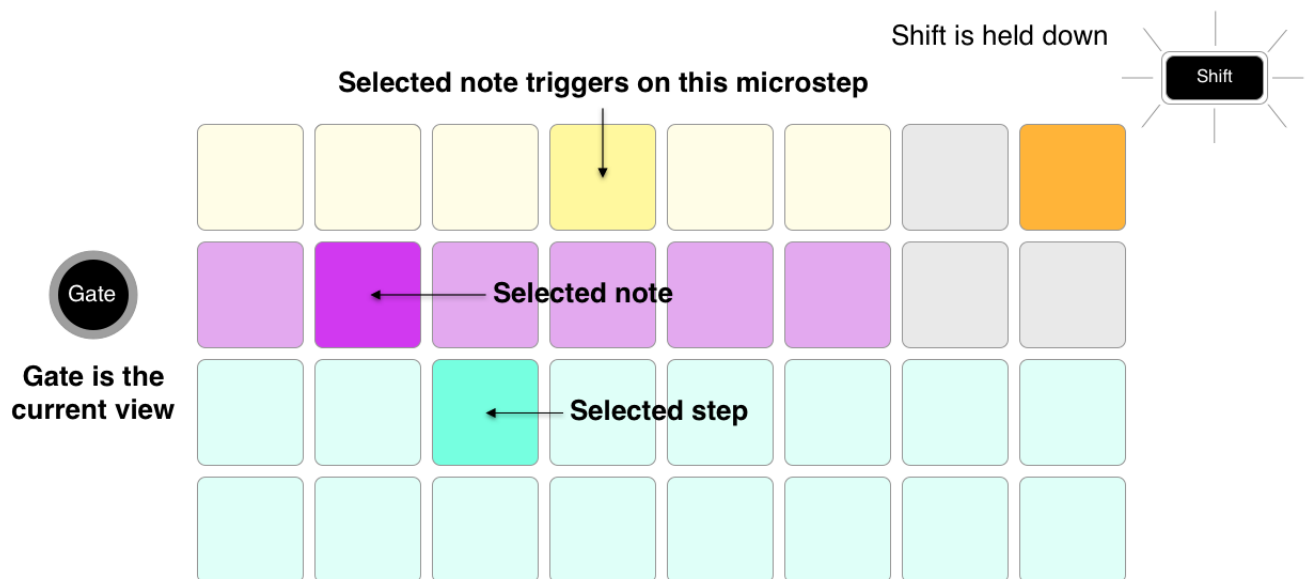 Shift is held down
Shift
Selected note triggers on this microstep
Gate
Selected note
Gate is the
current view
Selected step